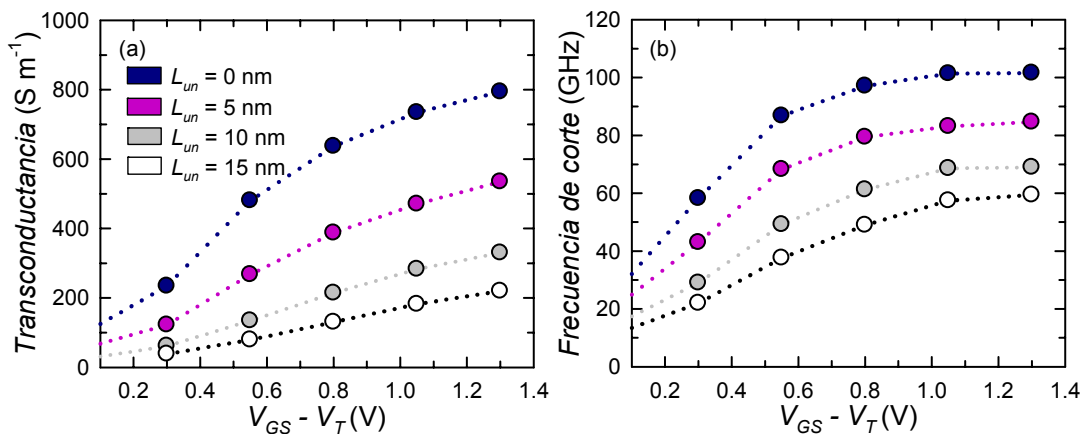 1000
800
600
400
200
0
Transconductancia (S m⁻¹)
(a)
L_un = 0 nm
L_un = 5 nm
L_un = 10 nm
L_un = 15 nm
0.2 0.4 0.6 0.8 1.0 1.2 1.4
V_GS - V_T (V)
120
100
80
60
40
20
0
Frecuencia de corte (GHz)
(b)
0.2 0.4 0.6 0.8 1.0 1.2 1.4
V_GS - V_T (V)